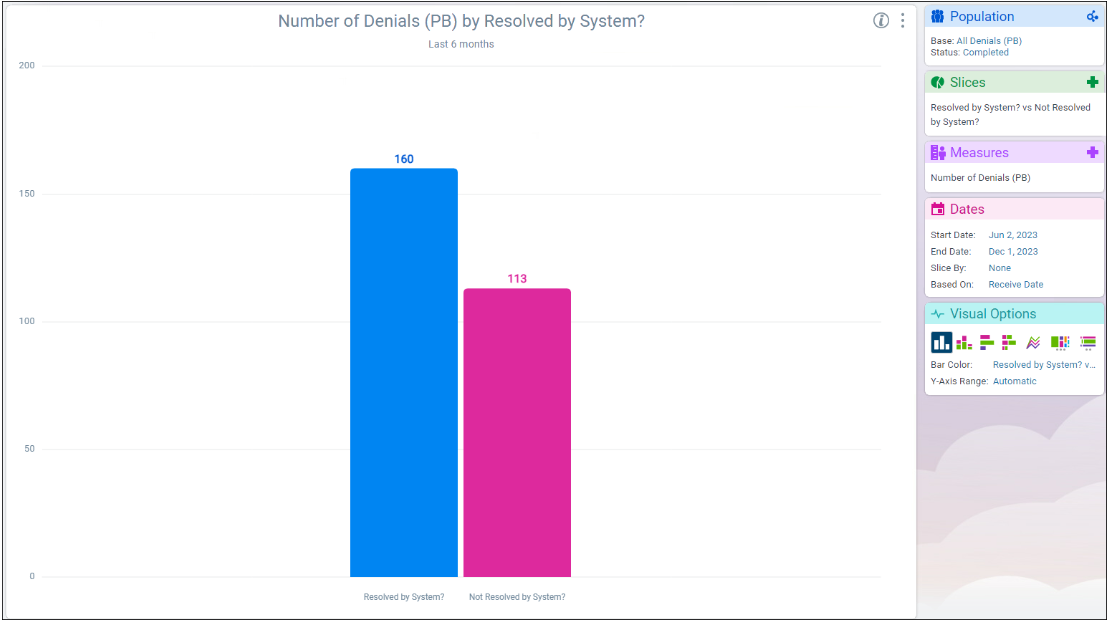 Number of Denials (PB) by Resolved by System?
Last 6 months
200
150
100
50
0
160
113
Resolved by System?
Not Resolved by System?
Population
Base: All Denials (PB)
Status: Completed
Slices
Resolved by System? vs Not Resolved
by System?
Measures
Number of Denials (PB)
Dates
Start Date: Jun 2, 2023
End Date: Dec 1, 2023
Slice By: None
Based On: Receive Date
Visual Options
Bar Color: Resolved by System? v...
Y-Axis Range: Automatic